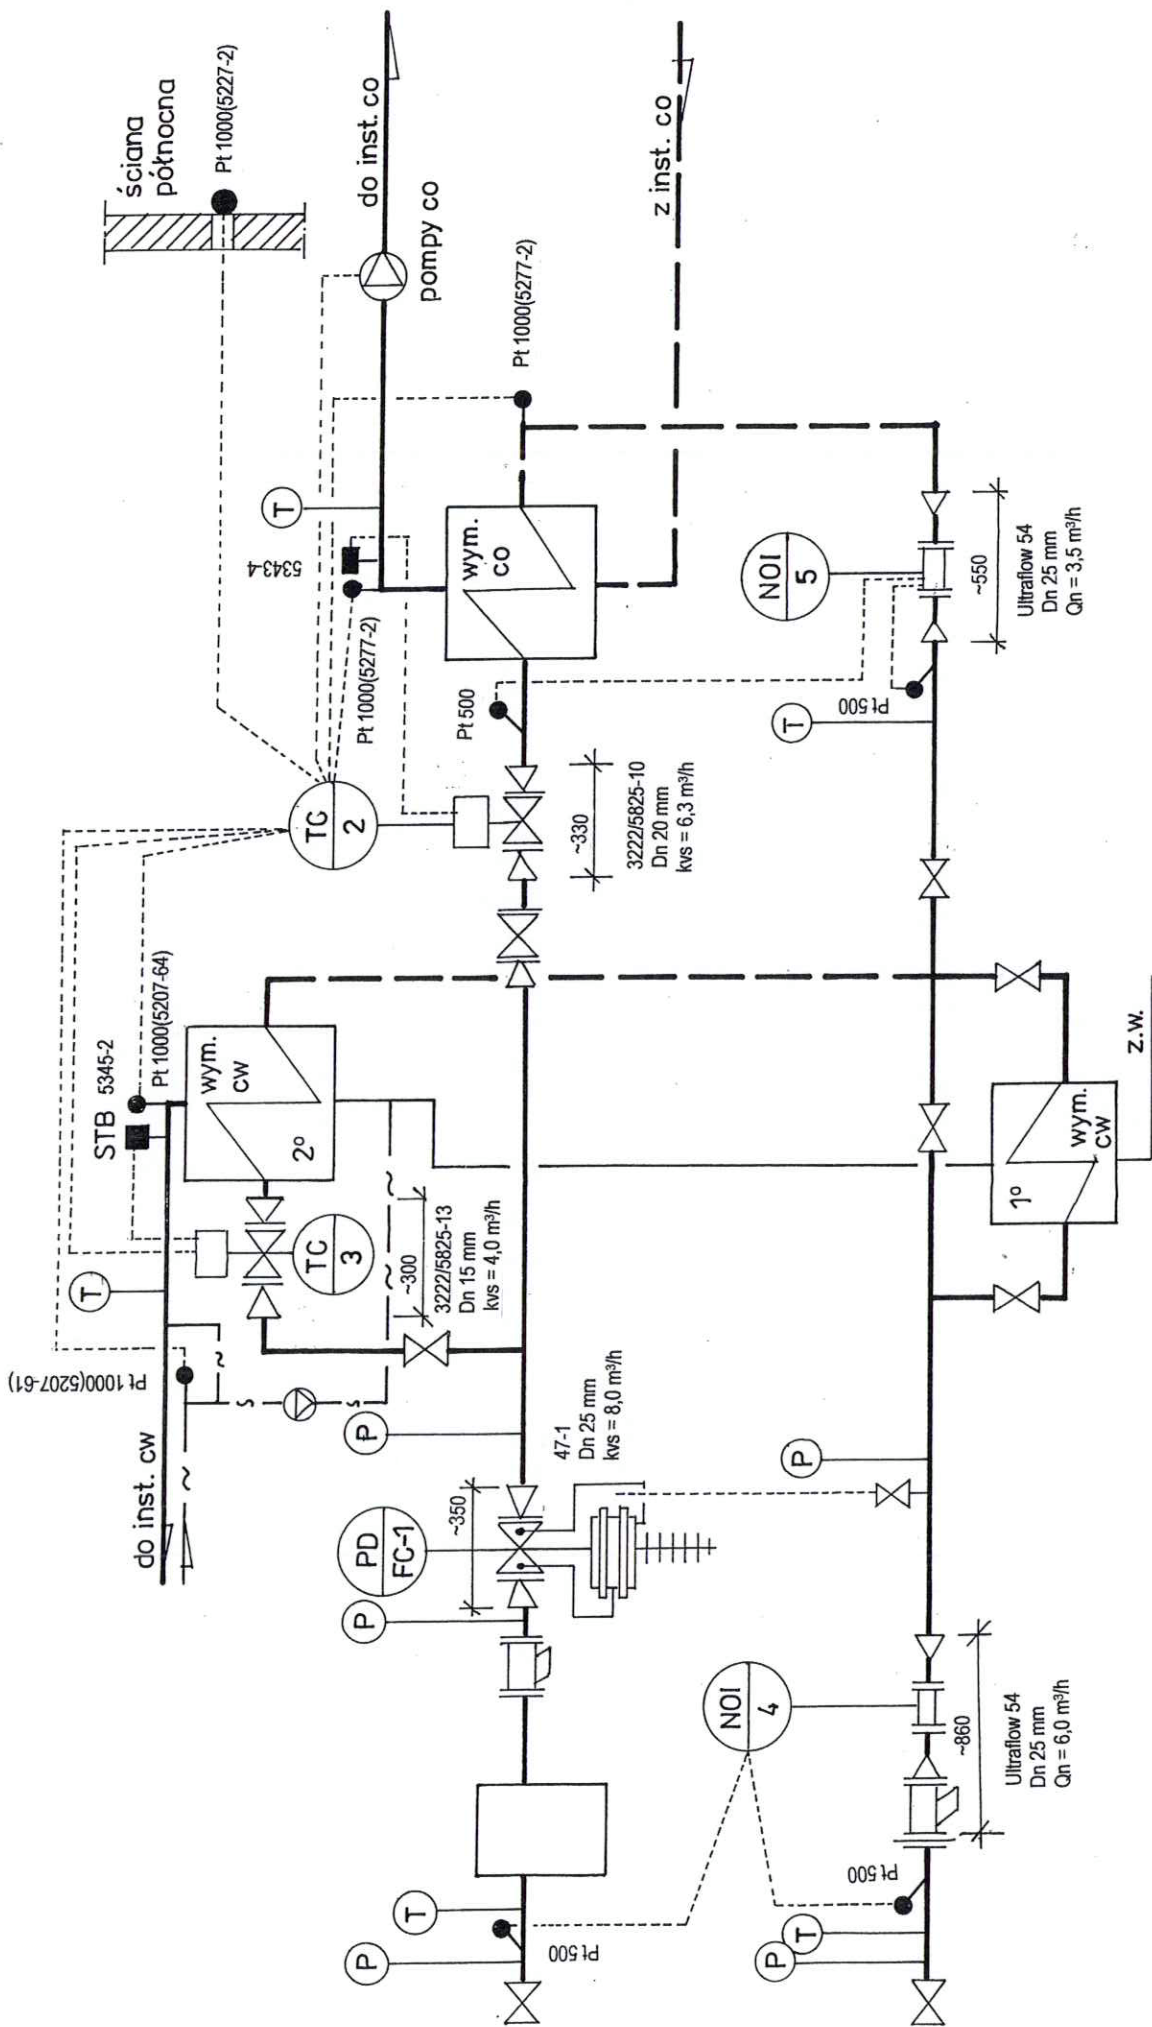 ściana
północna
Pt 1000(5227-2)
do inst. co
pompy co
z inst. co
Pt 1000(5277-2)
T
5343-4
Pt 1000(5277-2)
wym.
co
NOI
5
~550
Ultraflow 54
Dn 25 mm
Qn = 3,5 m³/h
Pt 500
Pt 500
T
TC
2
~330
3222/5825-10
Dn 20 mm
kvs = 6,3 m³/h
STB
5345-2
Pt 1000(5207-64)
wym.
cw
2º
TC
3
~300
3222/5825-13
Dn 15 mm
kvs = 4,0 m³/h
T
Pt 1000(5207-61)
do inst. cw
wym.
cw
1º
z.w.
P
47-1
Dn 25 mm
kvs = 8,0 m³/h
PD
FC-1
~350
P
P
NOI
4
~860
Ultraflow 54
Dn 25 mm
Qn = 6,0 m³/h
T
P
Pt 500
Pt 500
P
T
~
~
~
~
s
s